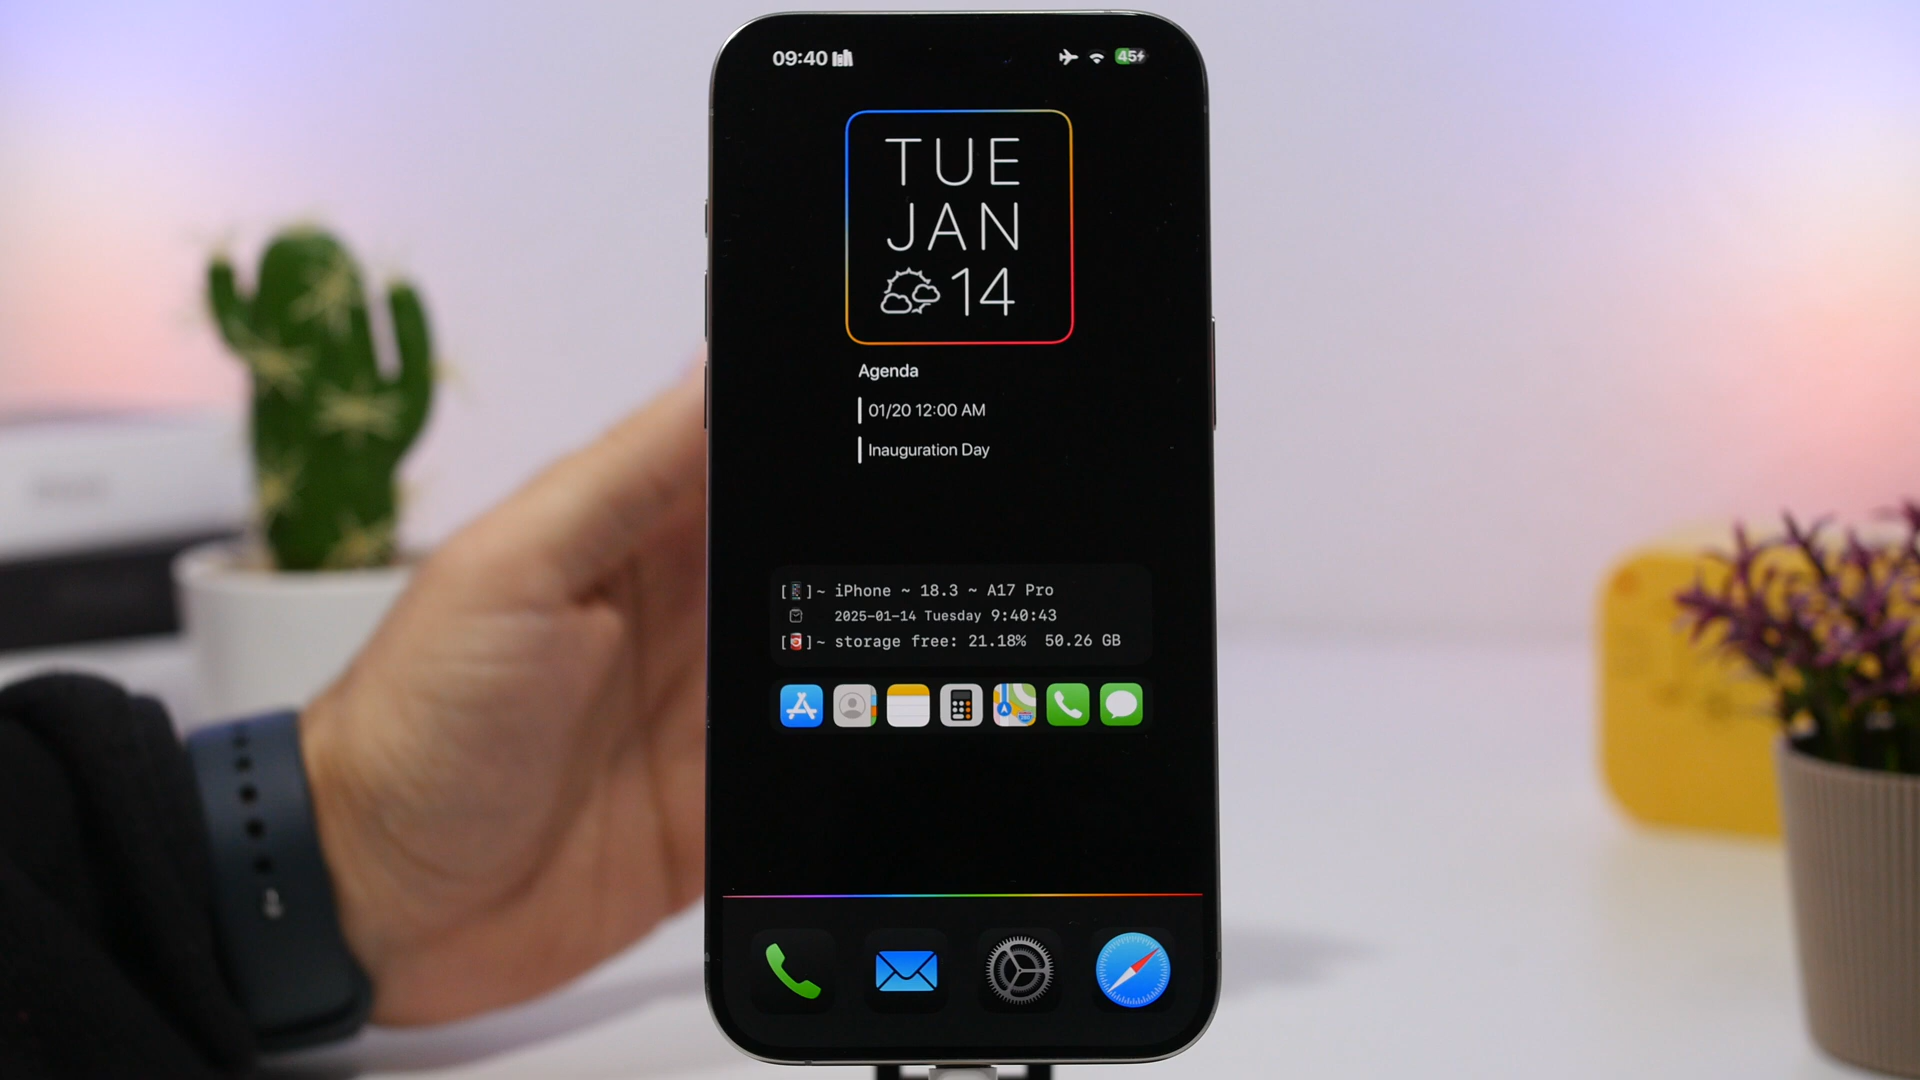 09:40
45
TUE
JAN
14
Agenda
01/20 12:00 AM
Inauguration Day
[ ]~ iPhone ~ 18.3 ~ A17 Pro
2025-01-14 Tuesday 9:40:43
[ ]~ storage free: 21.18% 50.26 GB